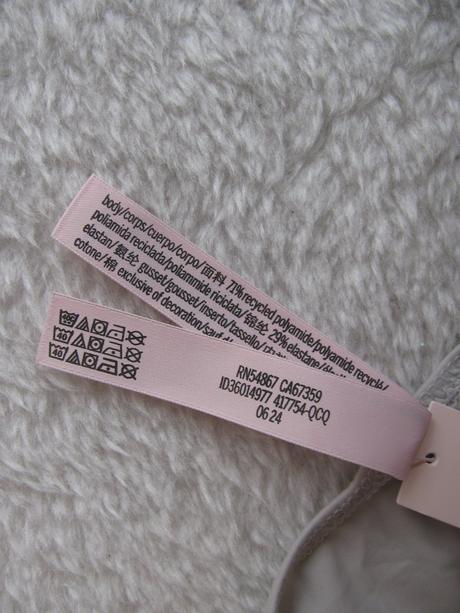 body/corps/cuerpo/corpo/面料 71% recycled polyamide/polyamide recyclé/
poliamida reciclada/poliammide riciclata/锦纶 29% elastane/
elastan/氨纶 gusset/gousset/inserto/tassello/
cotone/棉 exclusive of decoration/sauf
40
40
RN54867 CA67359
ID36014977 417754-QCQ
06 24